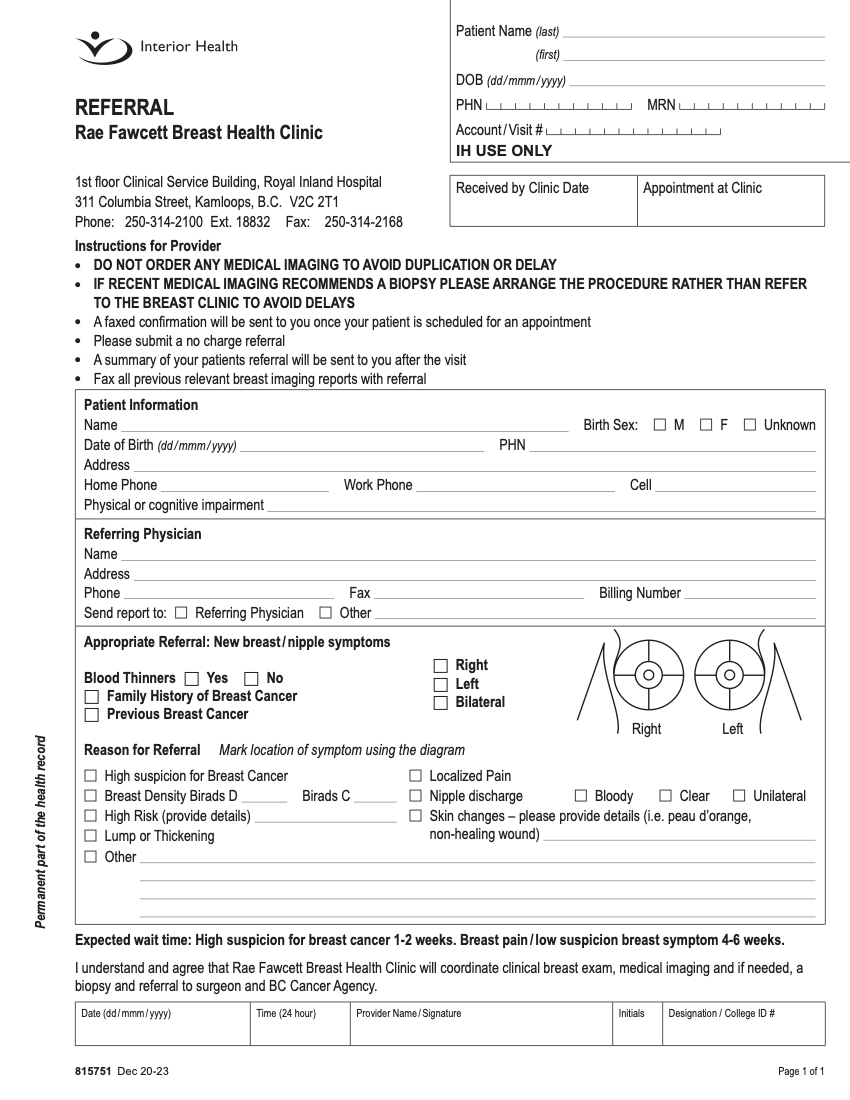 Interior Health
REFERRAL
Rae Fawcett Breast Health Clinic
Patient Name (last)
(first)
DOB (dd/mmm/yyyy)
PHN MRN
Account/Visit #
IH USE ONLY
1st floor Clinical Service Building, Royal Inland Hospital
311 Columbia Street, Kamloops, B.C. V2C 2T1
Phone: 250-314-2100 Ext. 18832 Fax: 250-314-2168
Received by Clinic Date Appointment at Clinic
Instructions for Provider
• DO NOT ORDER ANY MEDICAL IMAGING TO AVOID DUPLICATION OR DELAY
• IF RECENT MEDICAL IMAGING RECOMMENDS A BIOPSY PLEASE ARRANGE THE PROCEDURE RATHER THAN REFER
TO THE BREAST CLINIC TO AVOID DELAYS
• A faxed confirmation will be sent to you once your patient is scheduled for an appointment
• Please submit a no charge referral
• A summary of your patients referral will be sent to you after the visit
• Fax all previous relevant breast imaging reports with referral
Patient Information
Name Birth Sex: ☐ M ☐ F ☐ Unknown
Date of Birth (dd/mmm/yyyy) PHN
Address
Home Phone Work Phone Cell
Physical or cognitive impairment
Referring Physician
Name
Address
Phone Fax Billing Number
Send report to: ☐ Referring Physician ☐ Other
Appropriate Referral: New breast/nipple symptoms
Blood Thinners ☐ Yes ☐ No
☐ Family History of Breast Cancer
☐ Previous Breast Cancer
☐ Right
☐ Left
☐ Bilateral
Right Left
Reason for Referral Mark location of symptom using the diagram
☐ High suspicion for Breast Cancer ☐ Localized Pain
☐ Breast Density Birads D Birads C ☐ Nipple discharge ☐ Bloody ☐ Clear ☐ Unilateral
☐ High Risk (provide details) ☐ Skin changes – please provide details (i.e. peau d'orange,
☐ Lump or Thickening non-healing wound)
☐ Other
Expected wait time: High suspicion for breast cancer 1-2 weeks. Breast pain/low suspicion breast symptom 4-6 weeks.
I understand and agree that Rae Fawcett Breast Health Clinic will coordinate clinical breast exam, medical imaging and if needed, a
biopsy and referral to surgeon and BC Cancer Agency.
Date (dd/mmm/yyyy) Time (24 hour) Provider Name/Signature Initials Designation / College ID #
815751 Dec 20-23 Page 1 of 1
Permanent part of the health record